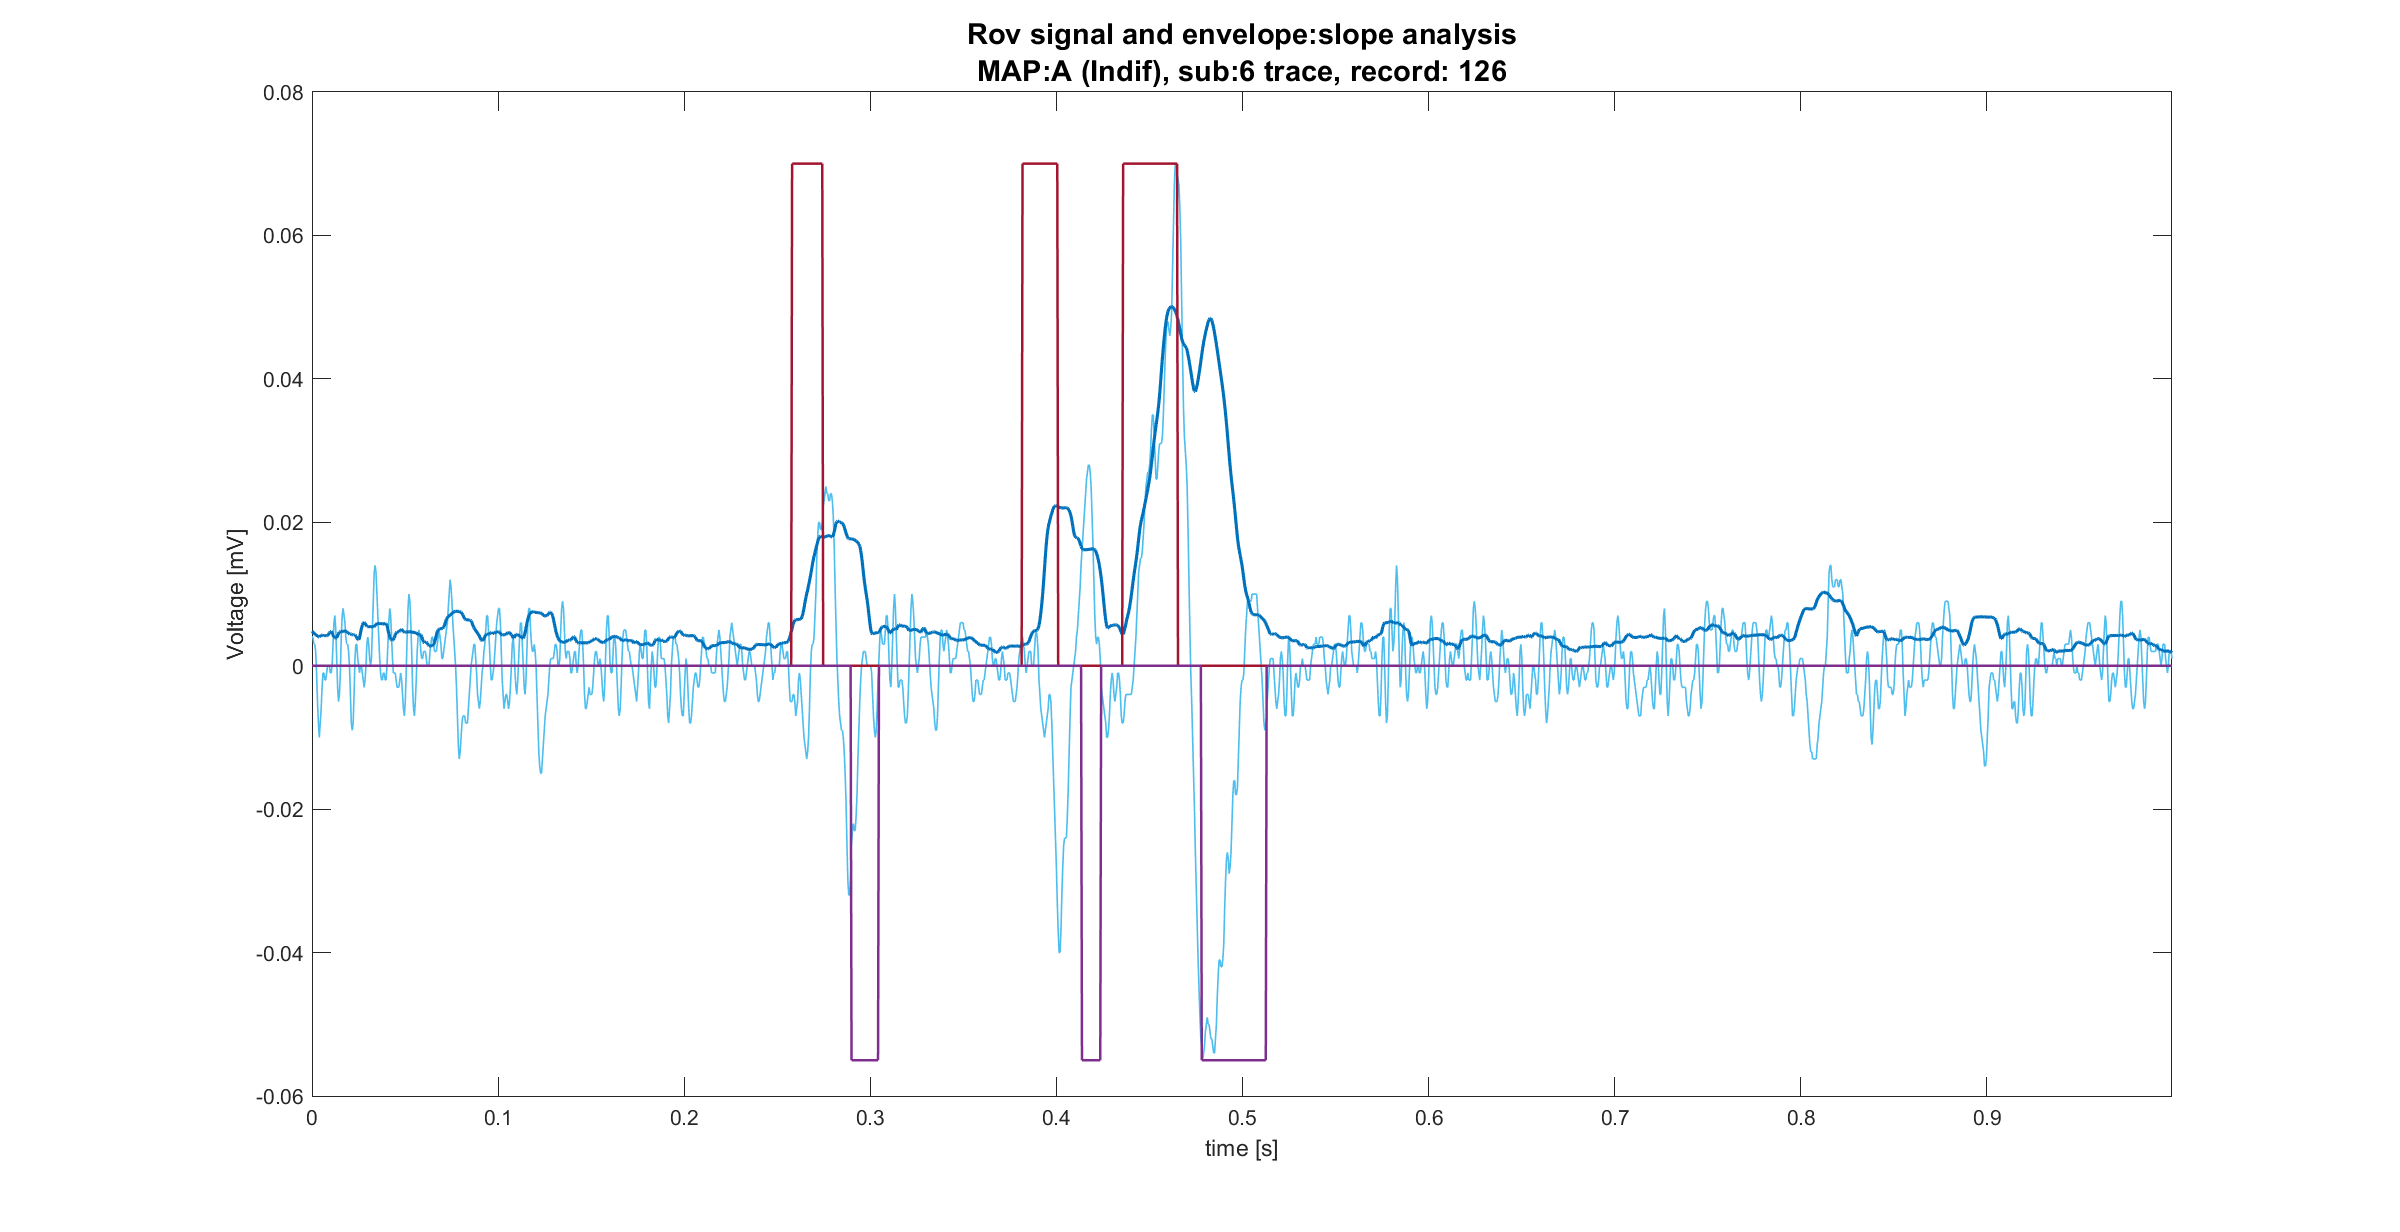 Rov signal and envelope:slope analysis
MAP:A (Indif), sub:6 trace, record: 126
0.08
0.06
0.04
0.02
0
-0.02
-0.04
-0.06
Voltage [mV]
0 0.1 0.2 0.3 0.4 0.5 0.6 0.7 0.8 0.9
time [s]